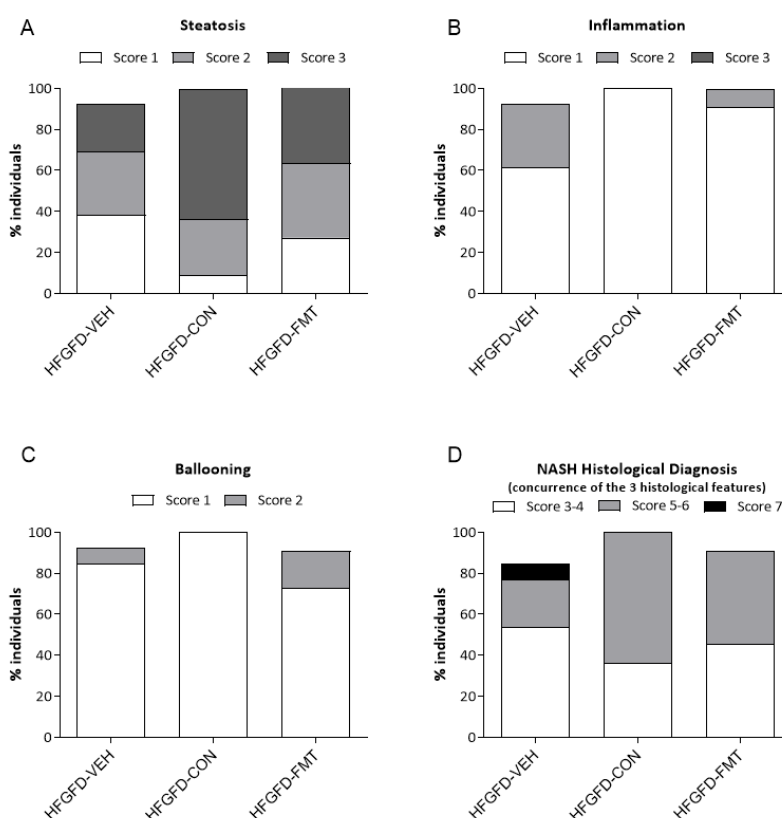 A
Steatosis
Score 1 Score 2 Score 3
100
80
60
40
20
0
% individuals
HFGFD-VEH
HFGFD-CON
HFGFD-FMT
B
Inflammation
Score 1 Score 2 Score 3
100
80
60
40
20
0
% individuals
HFGFD-VEH
HFGFD-CON
HFGFD-FMT
C
Ballooning
Score 1 Score 2
100
80
60
40
20
0
% individuals
HFGFD-VEH
HFGFD-CON
HFGFD-FMT
D
NASH Histological Diagnosis
(concurrence of the 3 histological features)
Score 3-4 Score 5-6 Score 7
100
80
60
40
20
0
% individuals
HFGFD-VEH
HFGFD-CON
HFGFD-FMT